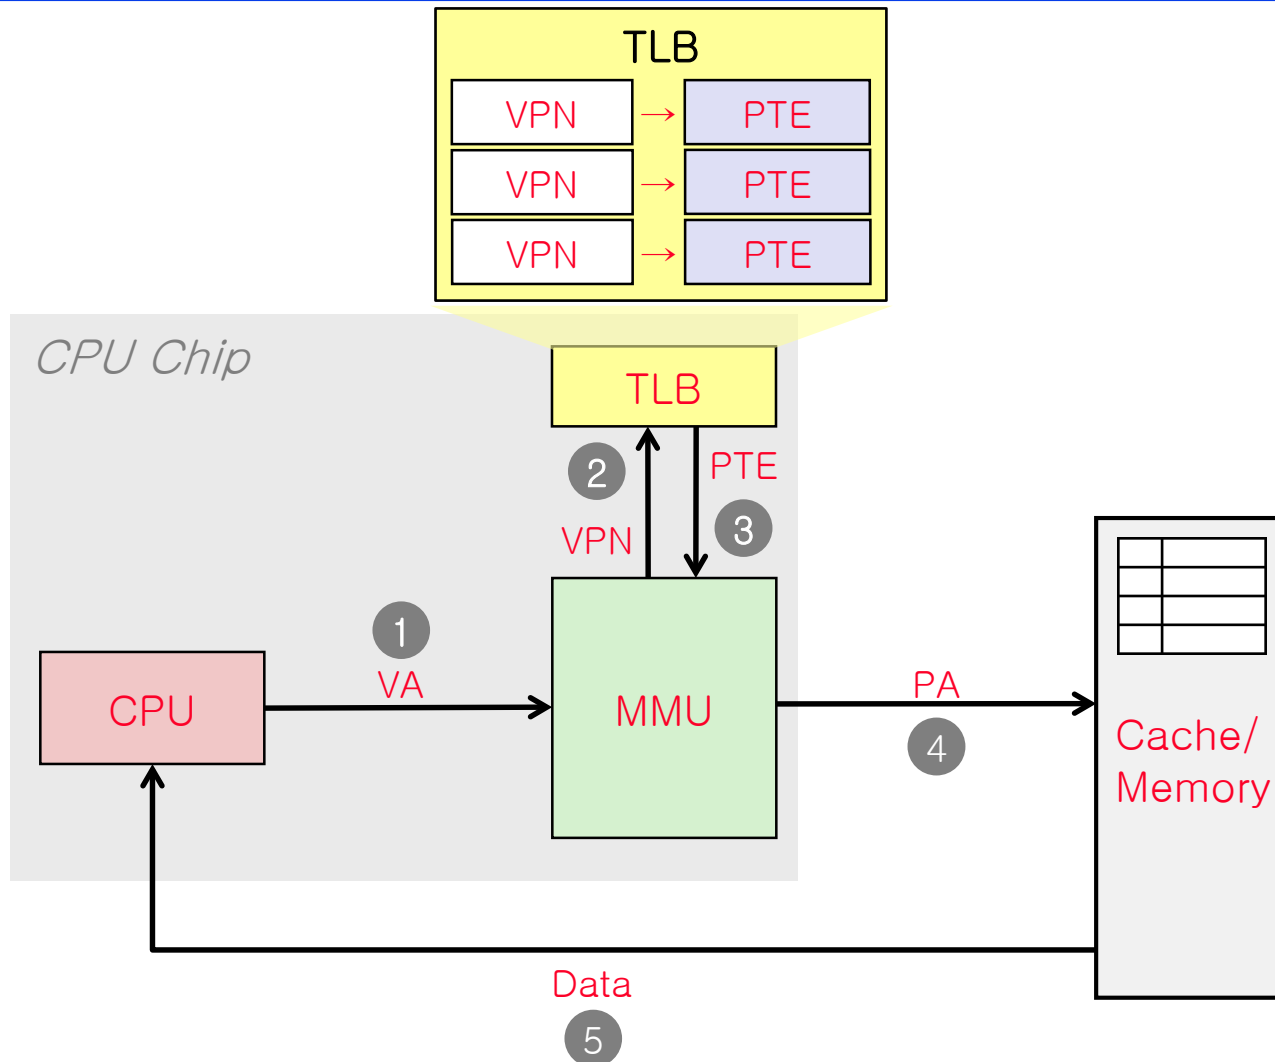 TLB
VPN → PTE
VPN → PTE
VPN → PTE
CPU Chip
TLB
2
PTE
3
VPN
1
VA
CPU
MMU
PA
4
Cache/
Memory
Data
5